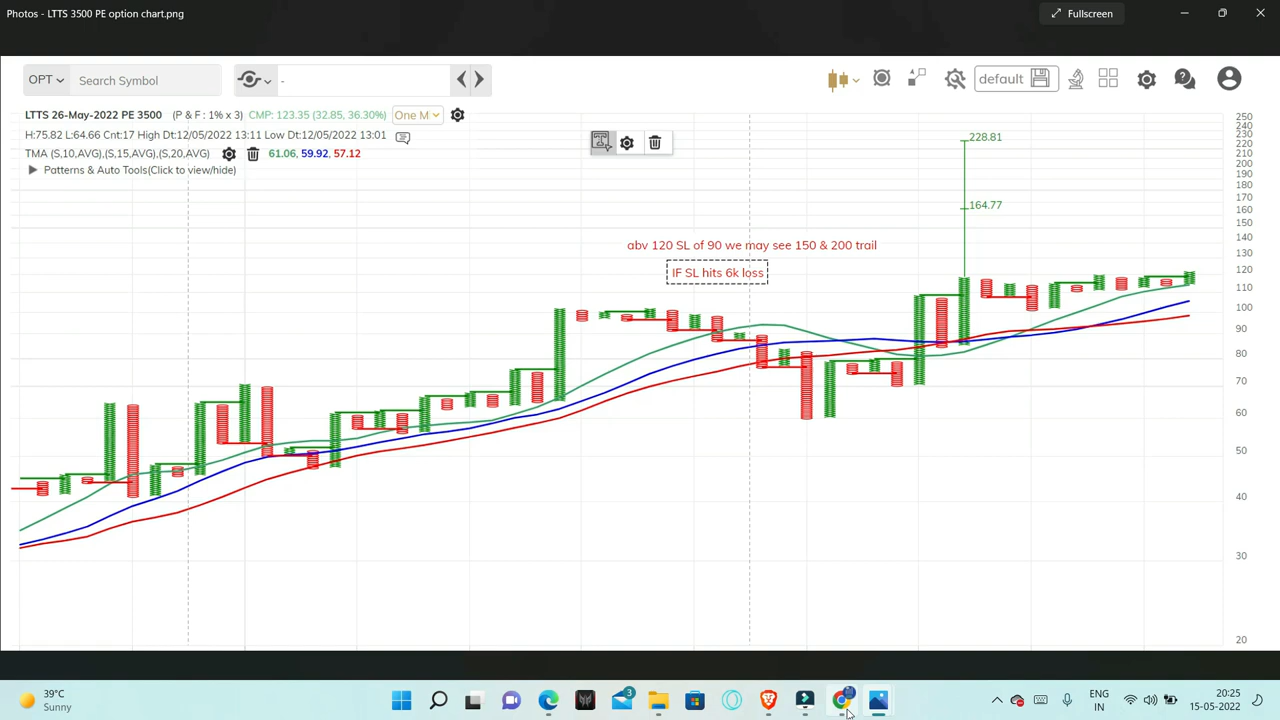 Photos - LTTS 3500 PE option chart.png
Fullscreen
OPT
Search Symbol
-
default
LTTS 26-May-2022 PE 3500 (P & F : 1% x 3) CMP: 123.35 (32.85, 36.30%) One M
H:75.82 L:64.66 Cnt:17 High Dt:12/05/2022 13:11 Low Dt:12/05/2022 13:01
TMA (S,10,AVG),(S,15,AVG),(S,20,AVG) 61.06, 59.92, 57.12
Patterns & Auto Tools(Click to view/hide)
228.81
164.77
abv 120 SL of 90 we may see 150 & 200 trail
IF SL hits 6k loss
250
240
230
220
210
200
190
180
170
160
150
140
130
120
110
100
90
80
70
60
50
40
30
20
39°C
Sunny
3
ENG
IN
20:25
15-05-2022